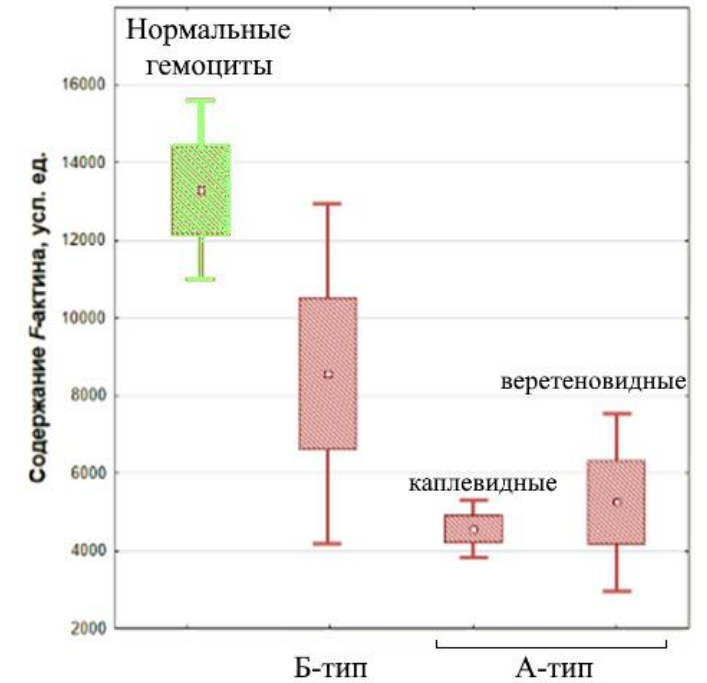 Нормальные
гемоциты
Содержание F-актина, усл. ед.
16000
14000
12000
10000
8000
6000
4000
2000
веретеновидные
каплевидные
Б-тип
А-тип